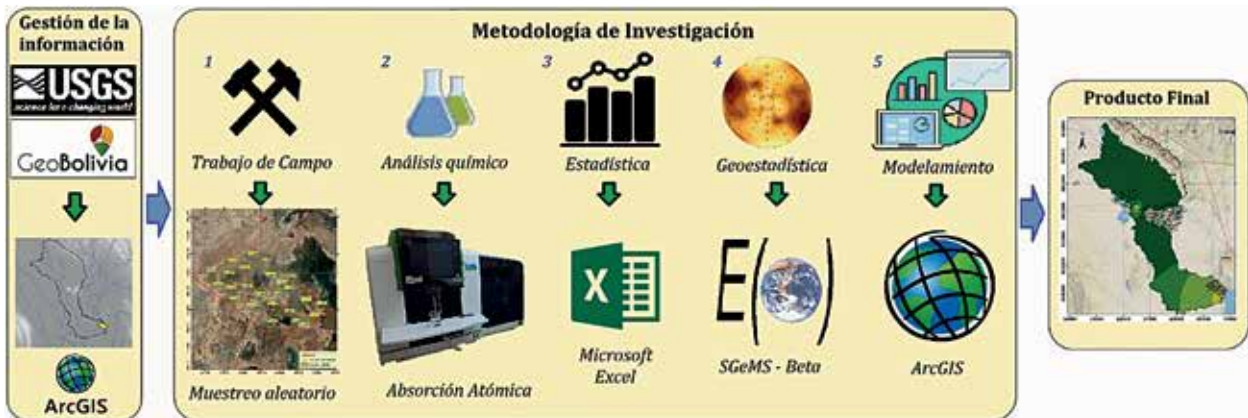 Gestión de la
información
USGS
science for a changing world
GeoBolivia
ArcGIS
Metodología de Investigación
1
2
3
4
5
Trabajo de Campo
Análisis químico
Estadística
Geoestadística
Modelamiento
Muestreo aleatorio
Absorción Atómica
X
Microsoft
Excel
E( )
SGeMS - Beta
ArcGIS
Producto Final